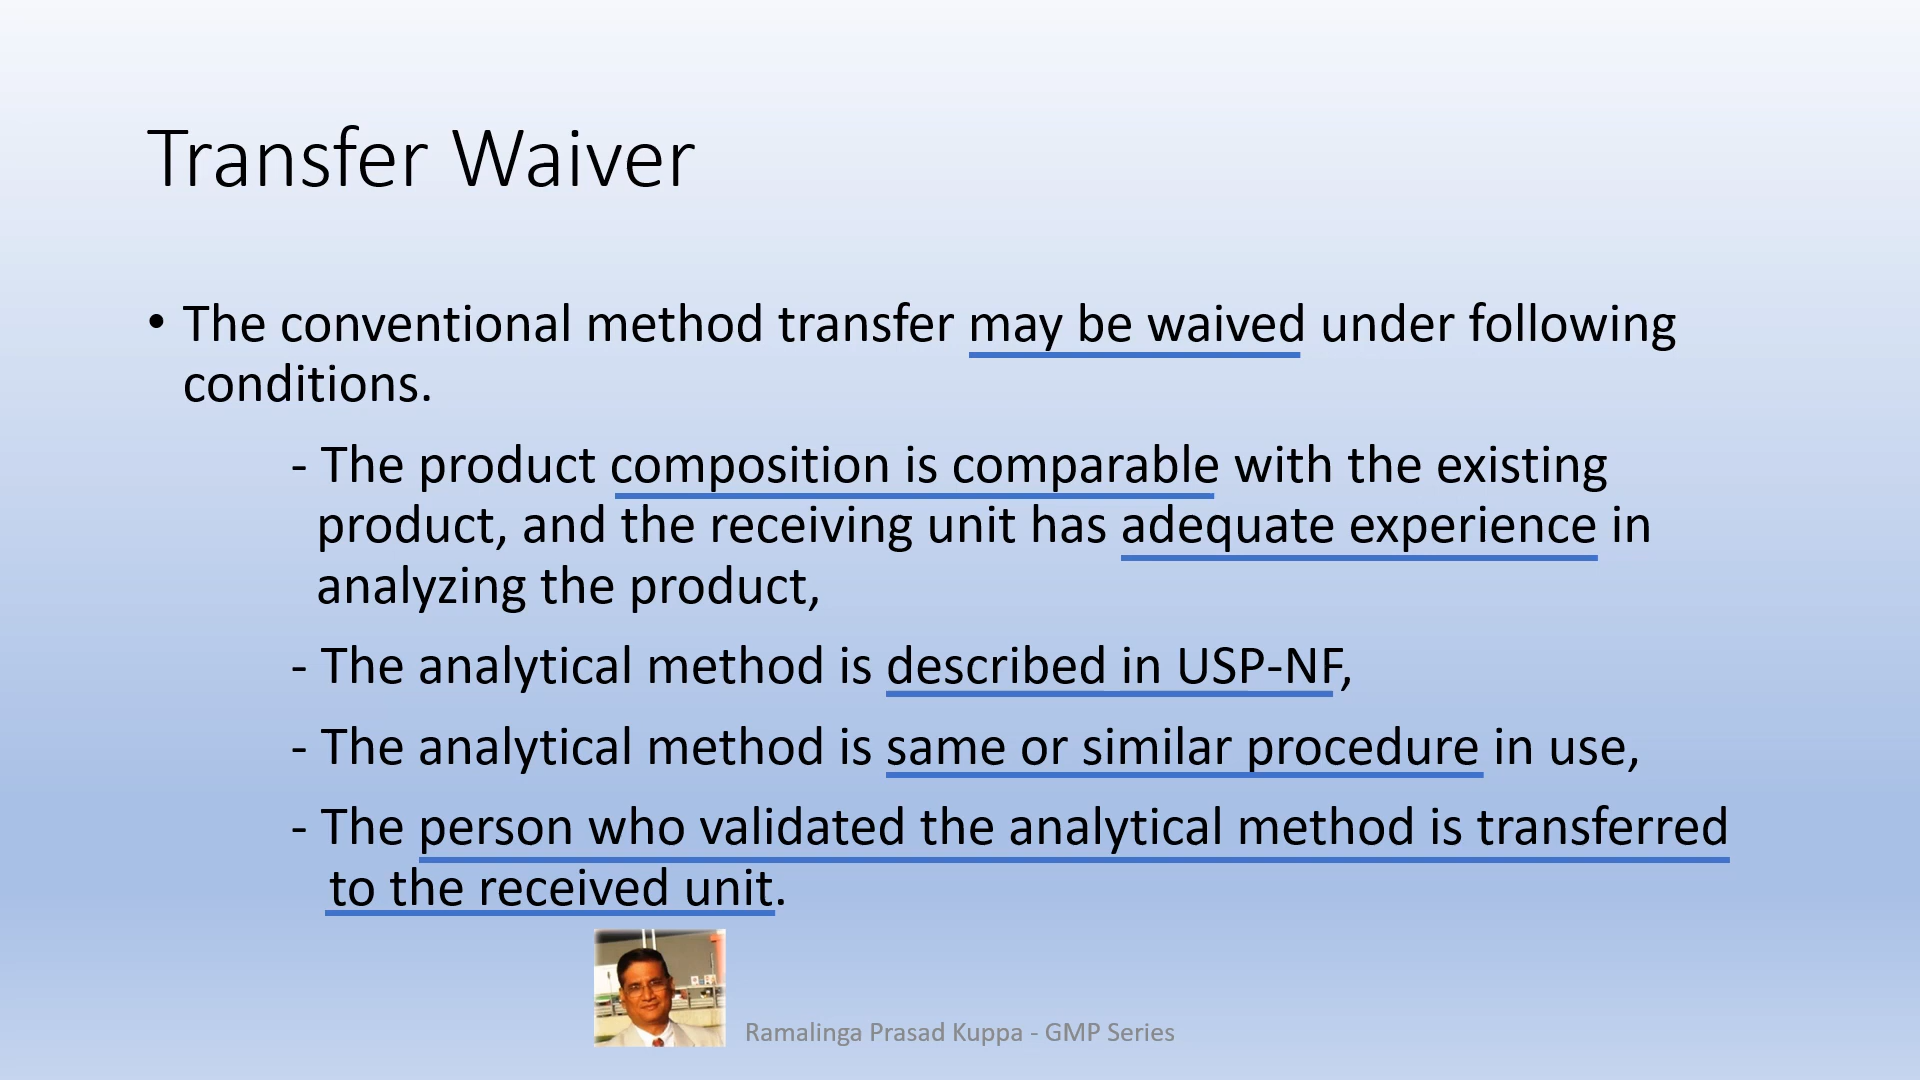 Transfer Waiver
• The conventional method transfer may be waived under following
conditions.
- The product composition is comparable with the existing
product, and the receiving unit has adequate experience in
analyzing the product,
- The analytical method is described in USP-NF,
- The analytical method is same or similar procedure in use,
- The person who validated the analytical method is transferred
to the received unit.
Ramalinga Prasad Kuppa - GMP Series